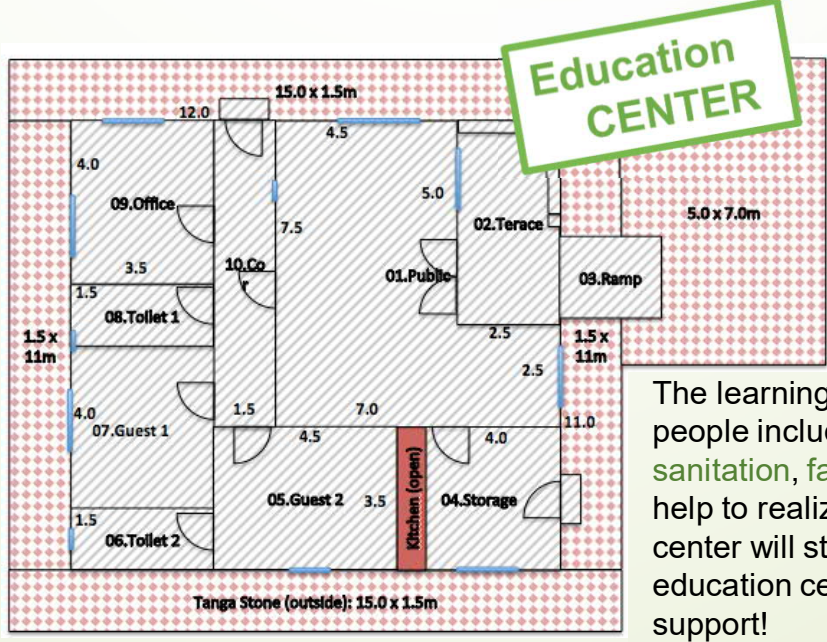 Education
CENTER
15.0 x 1.5m
12.0
4.5
4.0
09.Office
5.0
02.Terace
5.0 x 7.0m
7.5
3.5
10.Co
r
01.Public
03.Ramp
1.5
08.Toilet 1
2.5
1.5 x
11m
1.5 x
11m
2.5
4.0
07.Guest 1
1.5
7.0
11.0
4.5
4.0
05.Guest 2
3.5
Kitchen (open)
04.Storage
1.5
06.Toilet 2
Tanga Stone (outside): 15.0 x 1.5m
The learning
people includ
sanitation, fa
help to realiz
center will st
education ce
support!